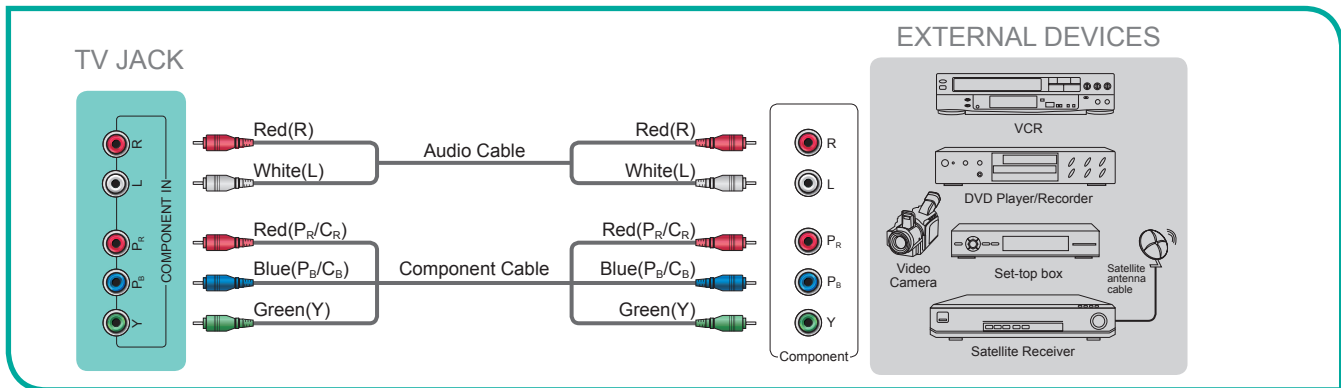 TV JACK
EXTERNAL DEVICES
R
L
PR
PB
Y
COMPONENT IN
Red(R)
White(L)
Audio Cable
Red(R)
White(L)
Red(PR/CR)
Blue(PB/CB)
Green(Y)
Component Cable
Red(PR/CR)
Blue(PB/CB)
Green(Y)
R
L
PR
PB
Y
Component
VCR
DVD Player/Recorder
Video
Camera
Set-top box
Satellite
antenna
cable
Satellite Receiver